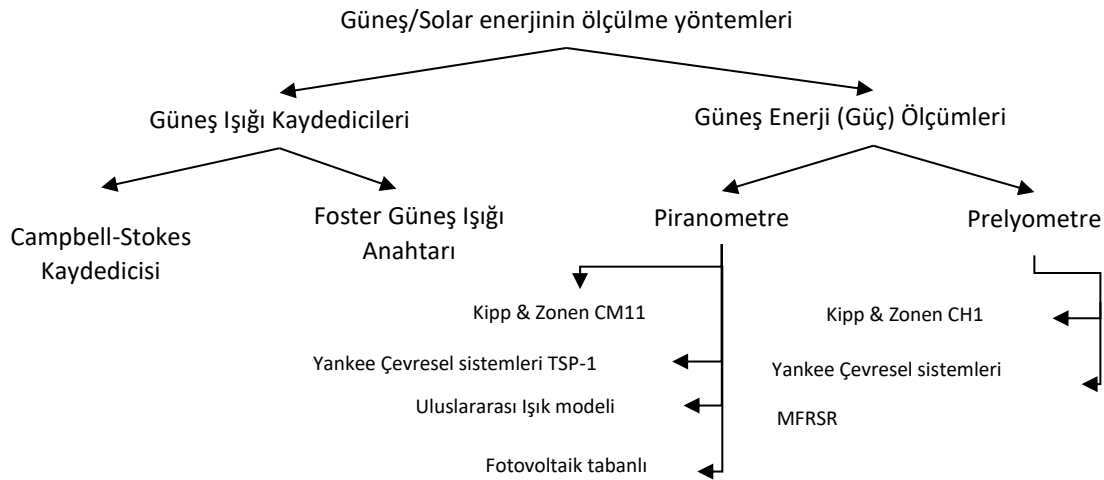 Güneş/Solar enerjinin ölçülme yöntemleri
Güneş Işığı Kaydedicileri
Güneş Enerji (Güç) Ölçümleri
Campbell-Stokes
Kaydedicisi
Foster Güneş Işığı
Anahtarı
Piranometre
Prelyometre
Kipp & Zonen CM11
Yankee Çevresel sistemleri TSP-1
Uluslararası Işık modeli
Fotovoltaik tabanlı
Kipp & Zonen CH1
Yankee Çevresel sistemleri
MFRSR